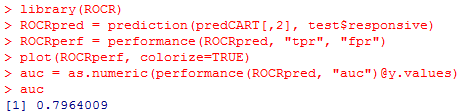 > library(ROCR)
> ROCRpred = prediction(predCART[,2], test$responsive)
> ROCRperf = performance(ROCRpred, "tpr", "fpr")
> plot(ROCRperf, colorize=TRUE)
> auc = as.numeric(performance(ROCRpred, "auc")@y.values)
> auc
[1] 0.7964009